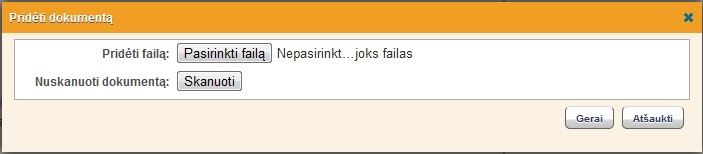 Pridėti dokumentą
Pridėti failą: Pasirinkti failą Nepasirinkt…joks failas
Nuskanuoti dokumentą: Skanuoti
Gerai Atšaukti